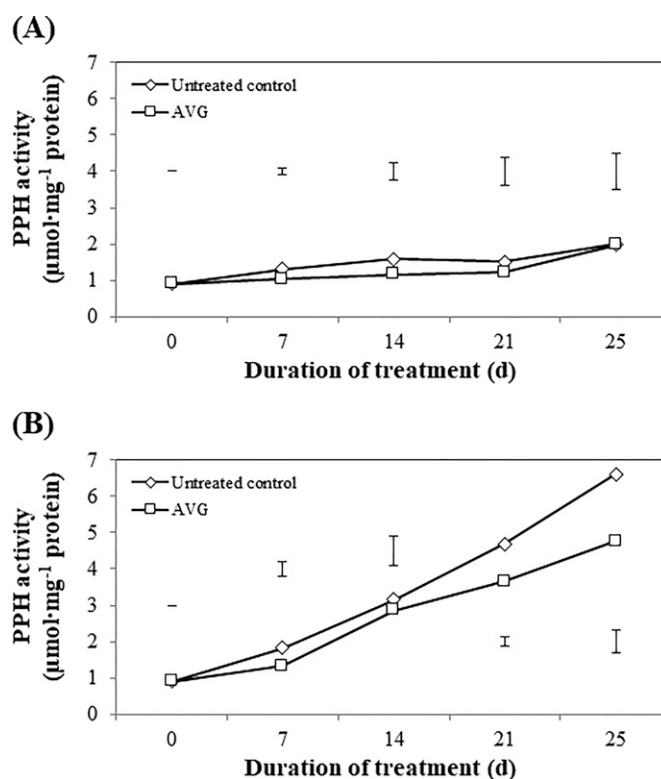 (A)
7
6
5
4
3
2
1
0
PPH activity
(µmol·mg⁻¹ protein)
Untreated control
AVG
0 7 14 21 25
Duration of treatment (d)
(B)
7
6
5
4
3
2
1
0
PPH activity
(µmol·mg⁻¹ protein)
Untreated control
AVG
0 7 14 21 25
Duration of treatment (d)